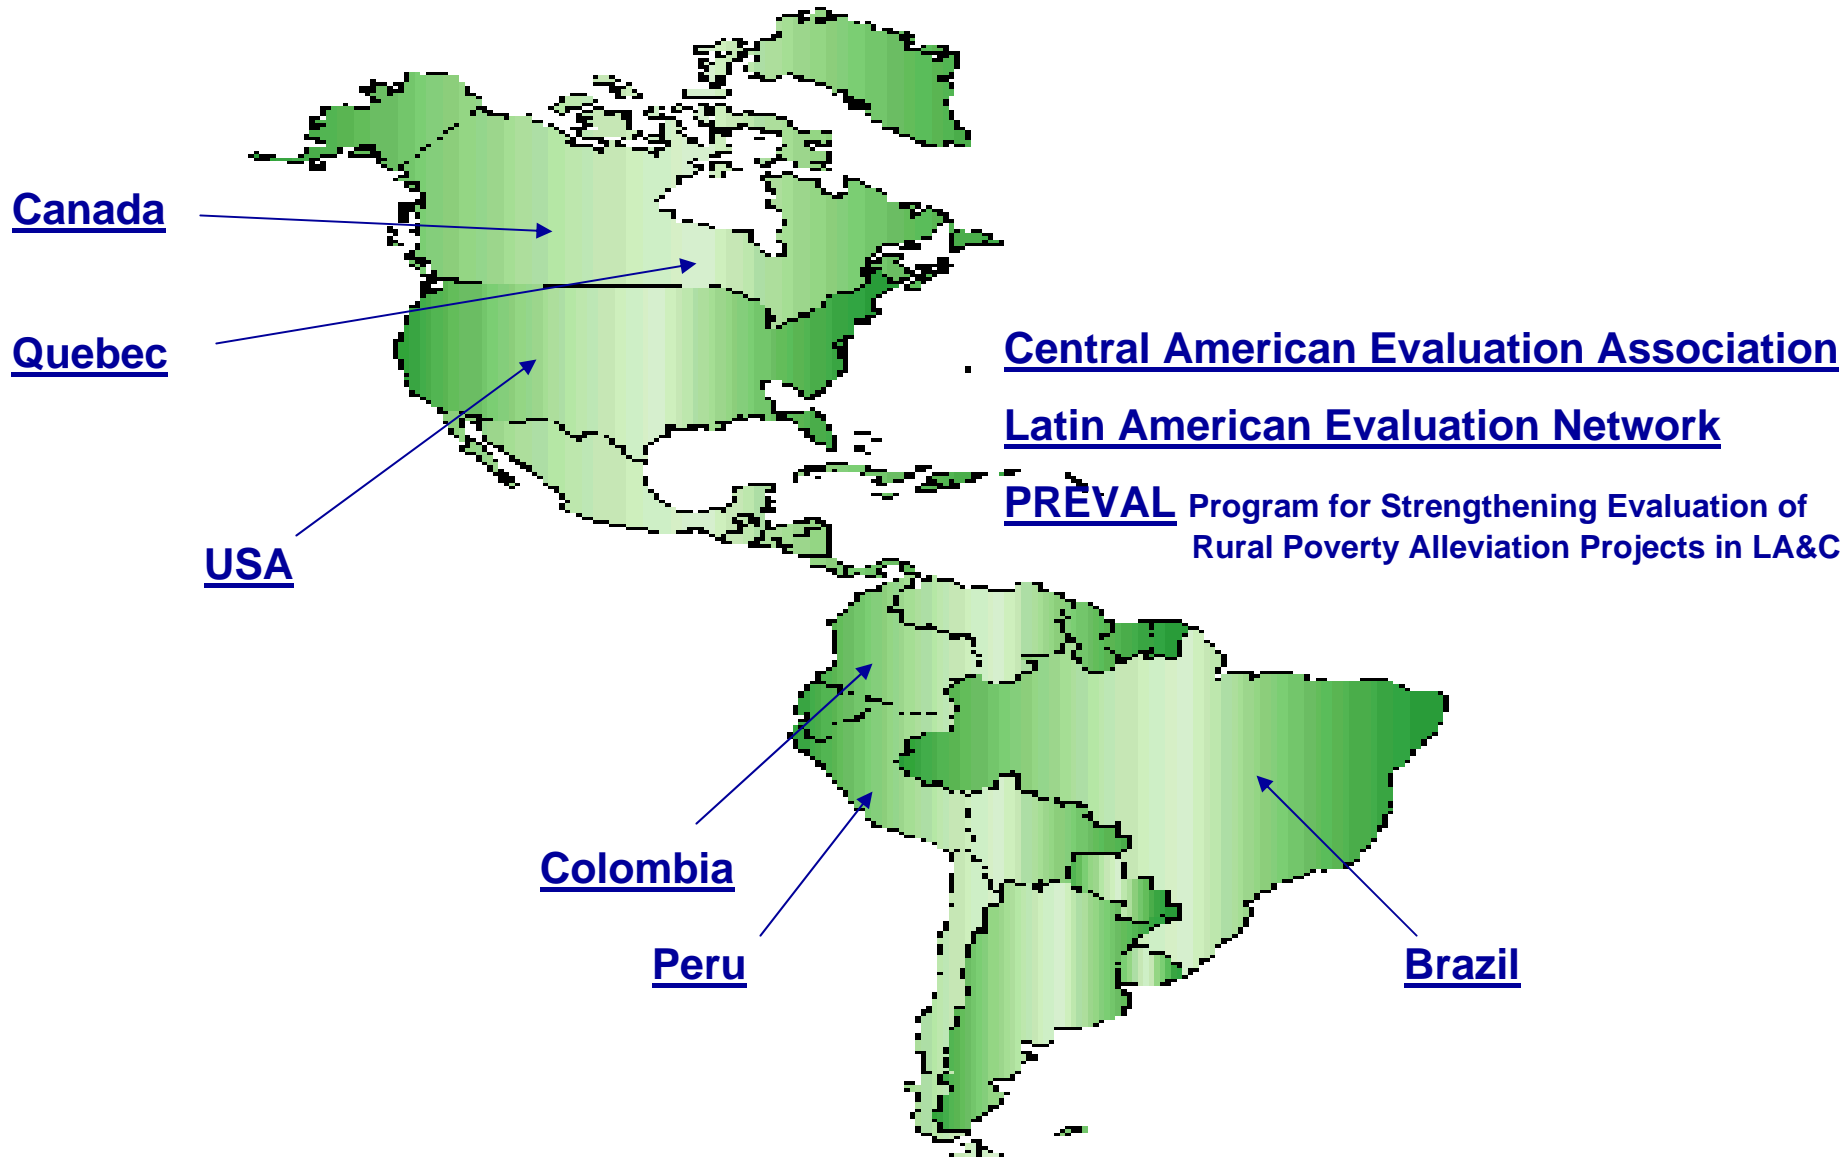 Canada
Quebec
Central American Evaluation Association
Latin American Evaluation Network
PREVAL Program for Strengthening Evaluation of
Rural Poverty Alleviation Projects in LA&C
USA
Colombia
Peru
Brazil